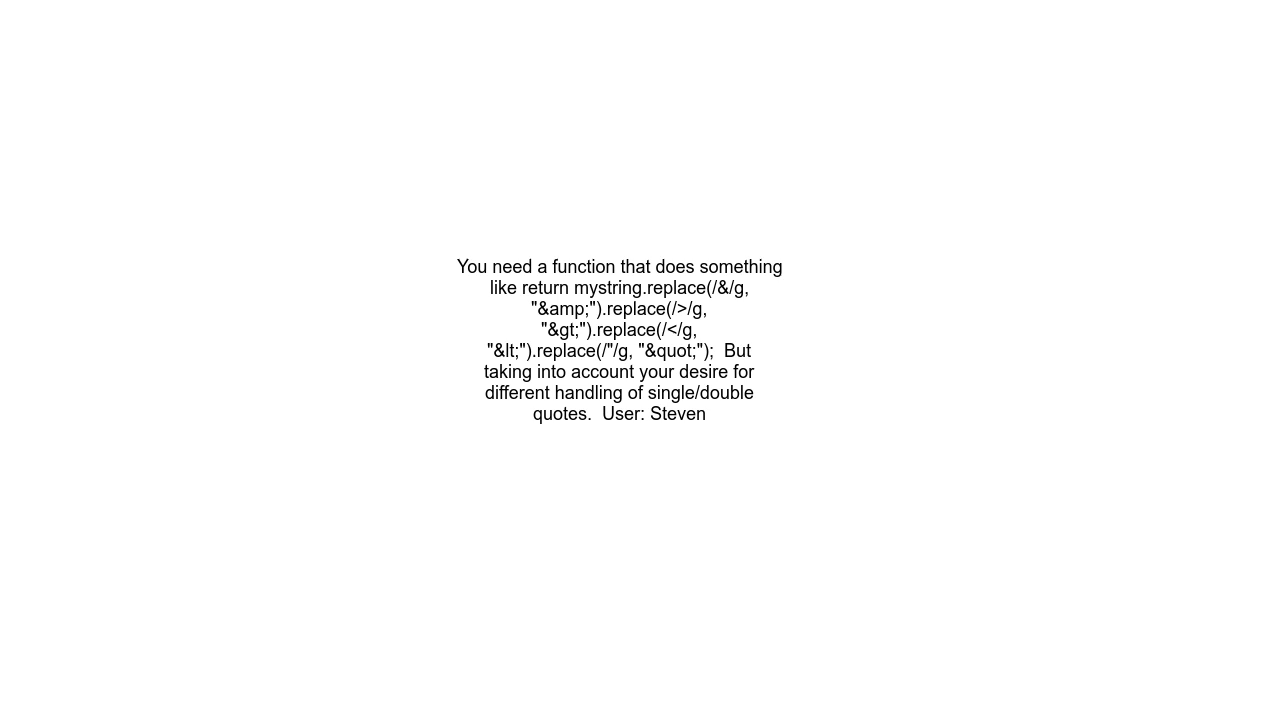 You need a function that does something
like return mystring.replace(/&/g,
"&amp;").replace(/>/g,
"&gt;").replace(/</g,
"&lt;").replace(/"/g, "&quot;");  But
taking into account your desire for
different handling of single/double
quotes.  User: Steven